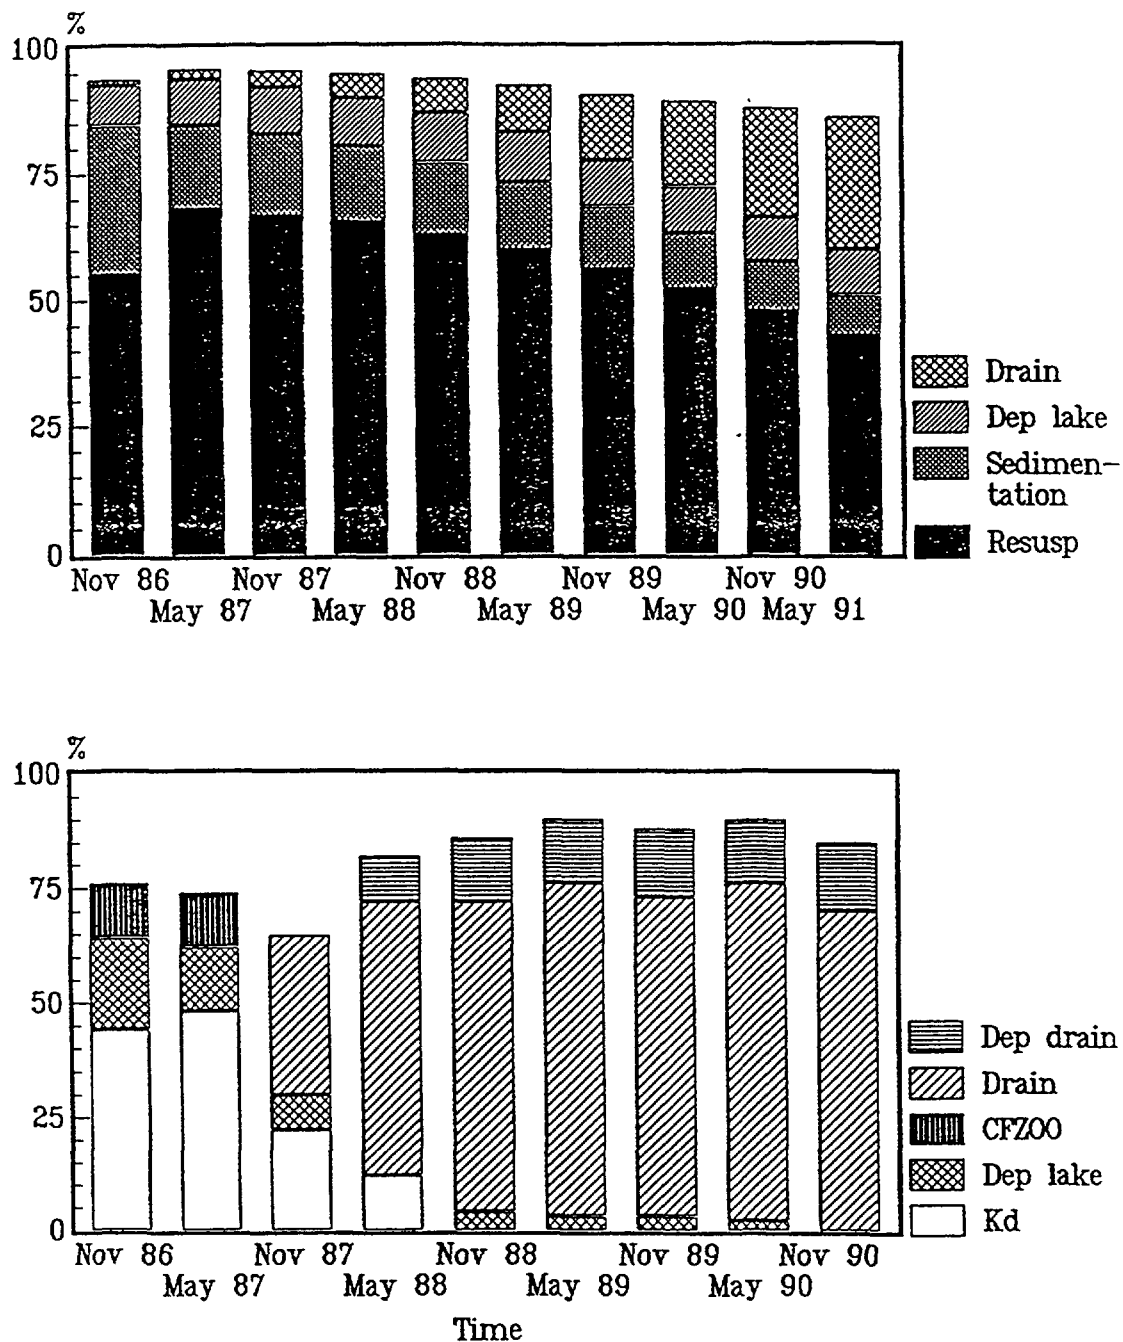 %
100
75
50
25
0
Nov 86
Nov 87
Nov 88
Nov 89
Nov 90
May 87
May 88
May 89
May 90
May 91
Drain
Dep lake
Sedimen-
tation
Resusp
%
100
75
50
25
0
Nov 86
Nov 87
Nov 88
Nov 89
Nov 90
May 87
May 88
May 89
May 90
Time
Dep drain
Drain
CFZOO
Dep lake
Kd